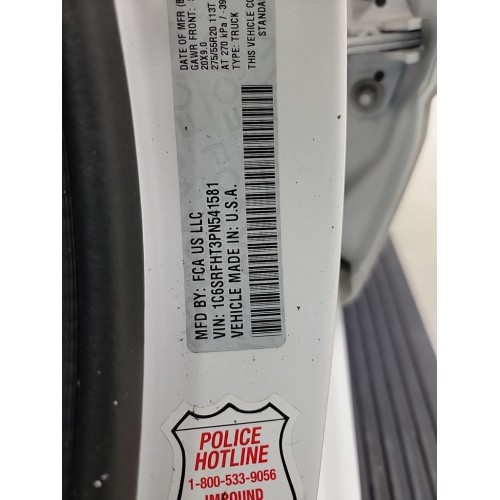 DATE OF MFR
GAWR FRONT:
20X9.0
275/55R20 113T
AT 270 kPa / 39
TYPE: TRUCK
THIS VEHICLE CO
STANDA
MFD BY: FCA US LLC
VIN: 1C6SRFHT3PN541581
VEHICLE MADE IN: U.S.A.
POLICE
HOTLINE
1-800-533-9056
IMPOUND